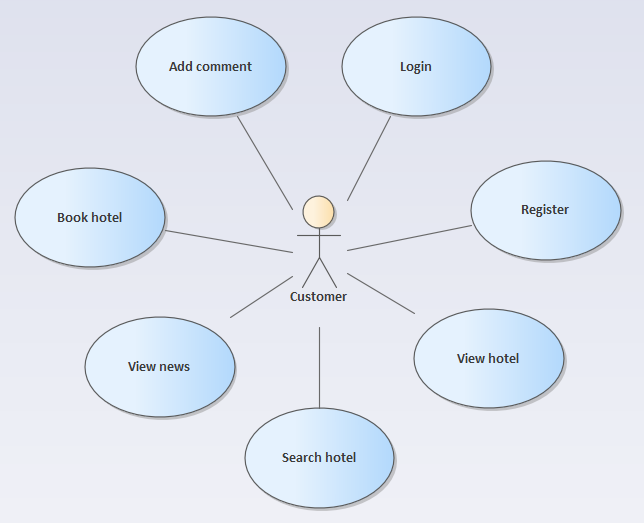 Add comment
Login
Book hotel
Register
Customer
View news
View hotel
Search hotel